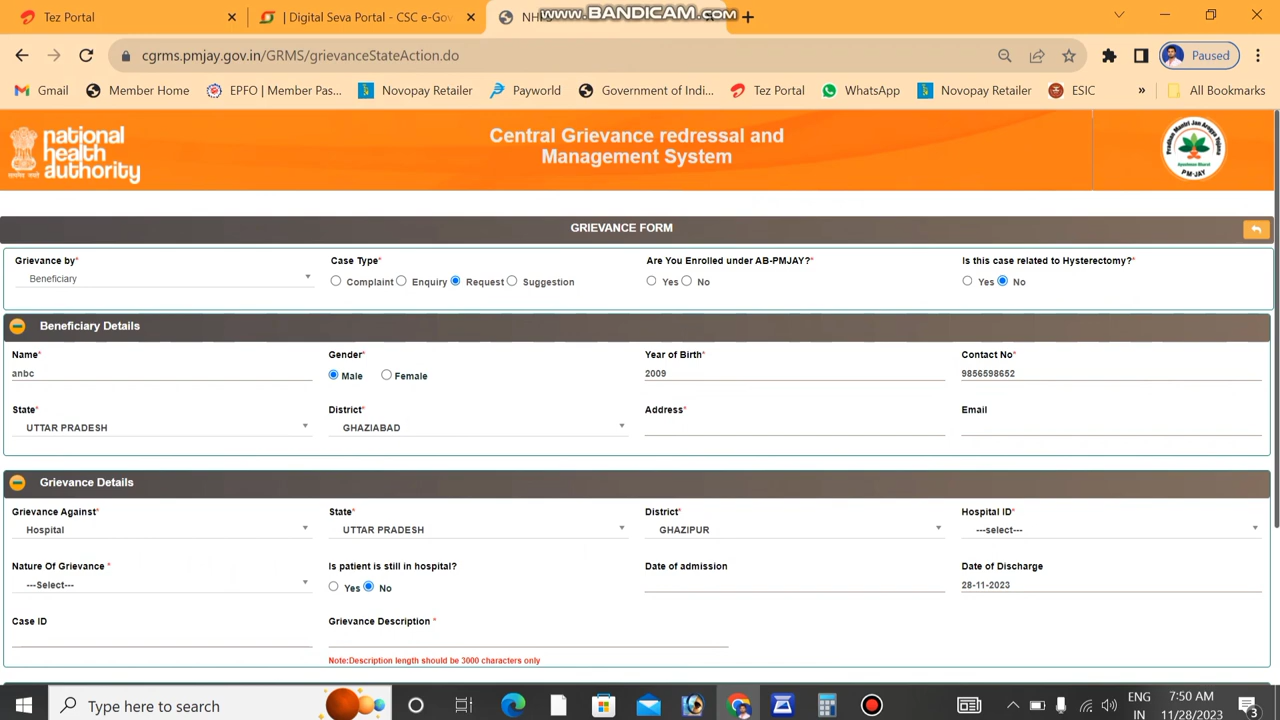 Tez Portal
| Digital Seva Portal - CSC e-Gov
NH
www.BANDICAM.com
cgrms.pmjay.gov.in/GRMS/grievanceStateAction.do
Paused
Gmail
Member Home
EPFO | Member Pas...
Novopay Retailer
Payworld
Government of Indi...
Tez Portal
WhatsApp
Novopay Retailer
ESIC
»
All Bookmarks
national
health
authority
Central Grievance redressal and
Management System
Pradhan Mantri Jan Arogya Yojana
PM-JAY
GRIEVANCE FORM
Grievance by*
Case Type*
Are You Enrolled under AB-PMJAY?*
Is this case related to Hysterectomy?*
Beneficiary
Complaint Enquiry Request Suggestion
Yes No
Yes No
Beneficiary Details
Name*
Gender*
Year of Birth*
Contact No*
anbc
Male Female
2009
9856598652
State*
District*
Address*
Email
UTTAR PRADESH
GHAZIABAD
Grievance Details
Grievance Against*
State*
District*
Hospital ID*
Hospital
UTTAR PRADESH
GHAZIPUR
---select---
Nature Of Grievance *
Is patient is still in hospital?
Date of admission
Date of Discharge
---Select---
Yes No
28-11-2023
Case ID
Grievance Description *
Note:Description length should be 3000 characters only
Type here to search
ENG
IN
7:50 AM
11/28/2023
3